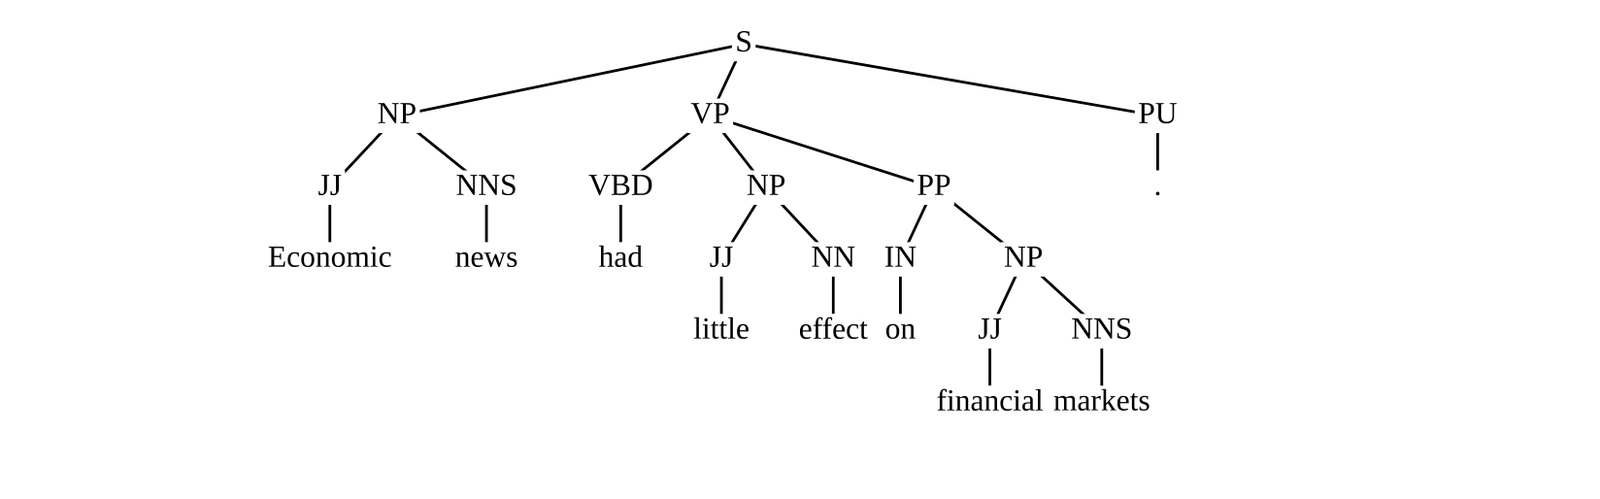 S
NP VP PU
JJ NNS VBD NP PP .
Economic news had JJ NN IN NP
little effect on JJ NNS
financial markets